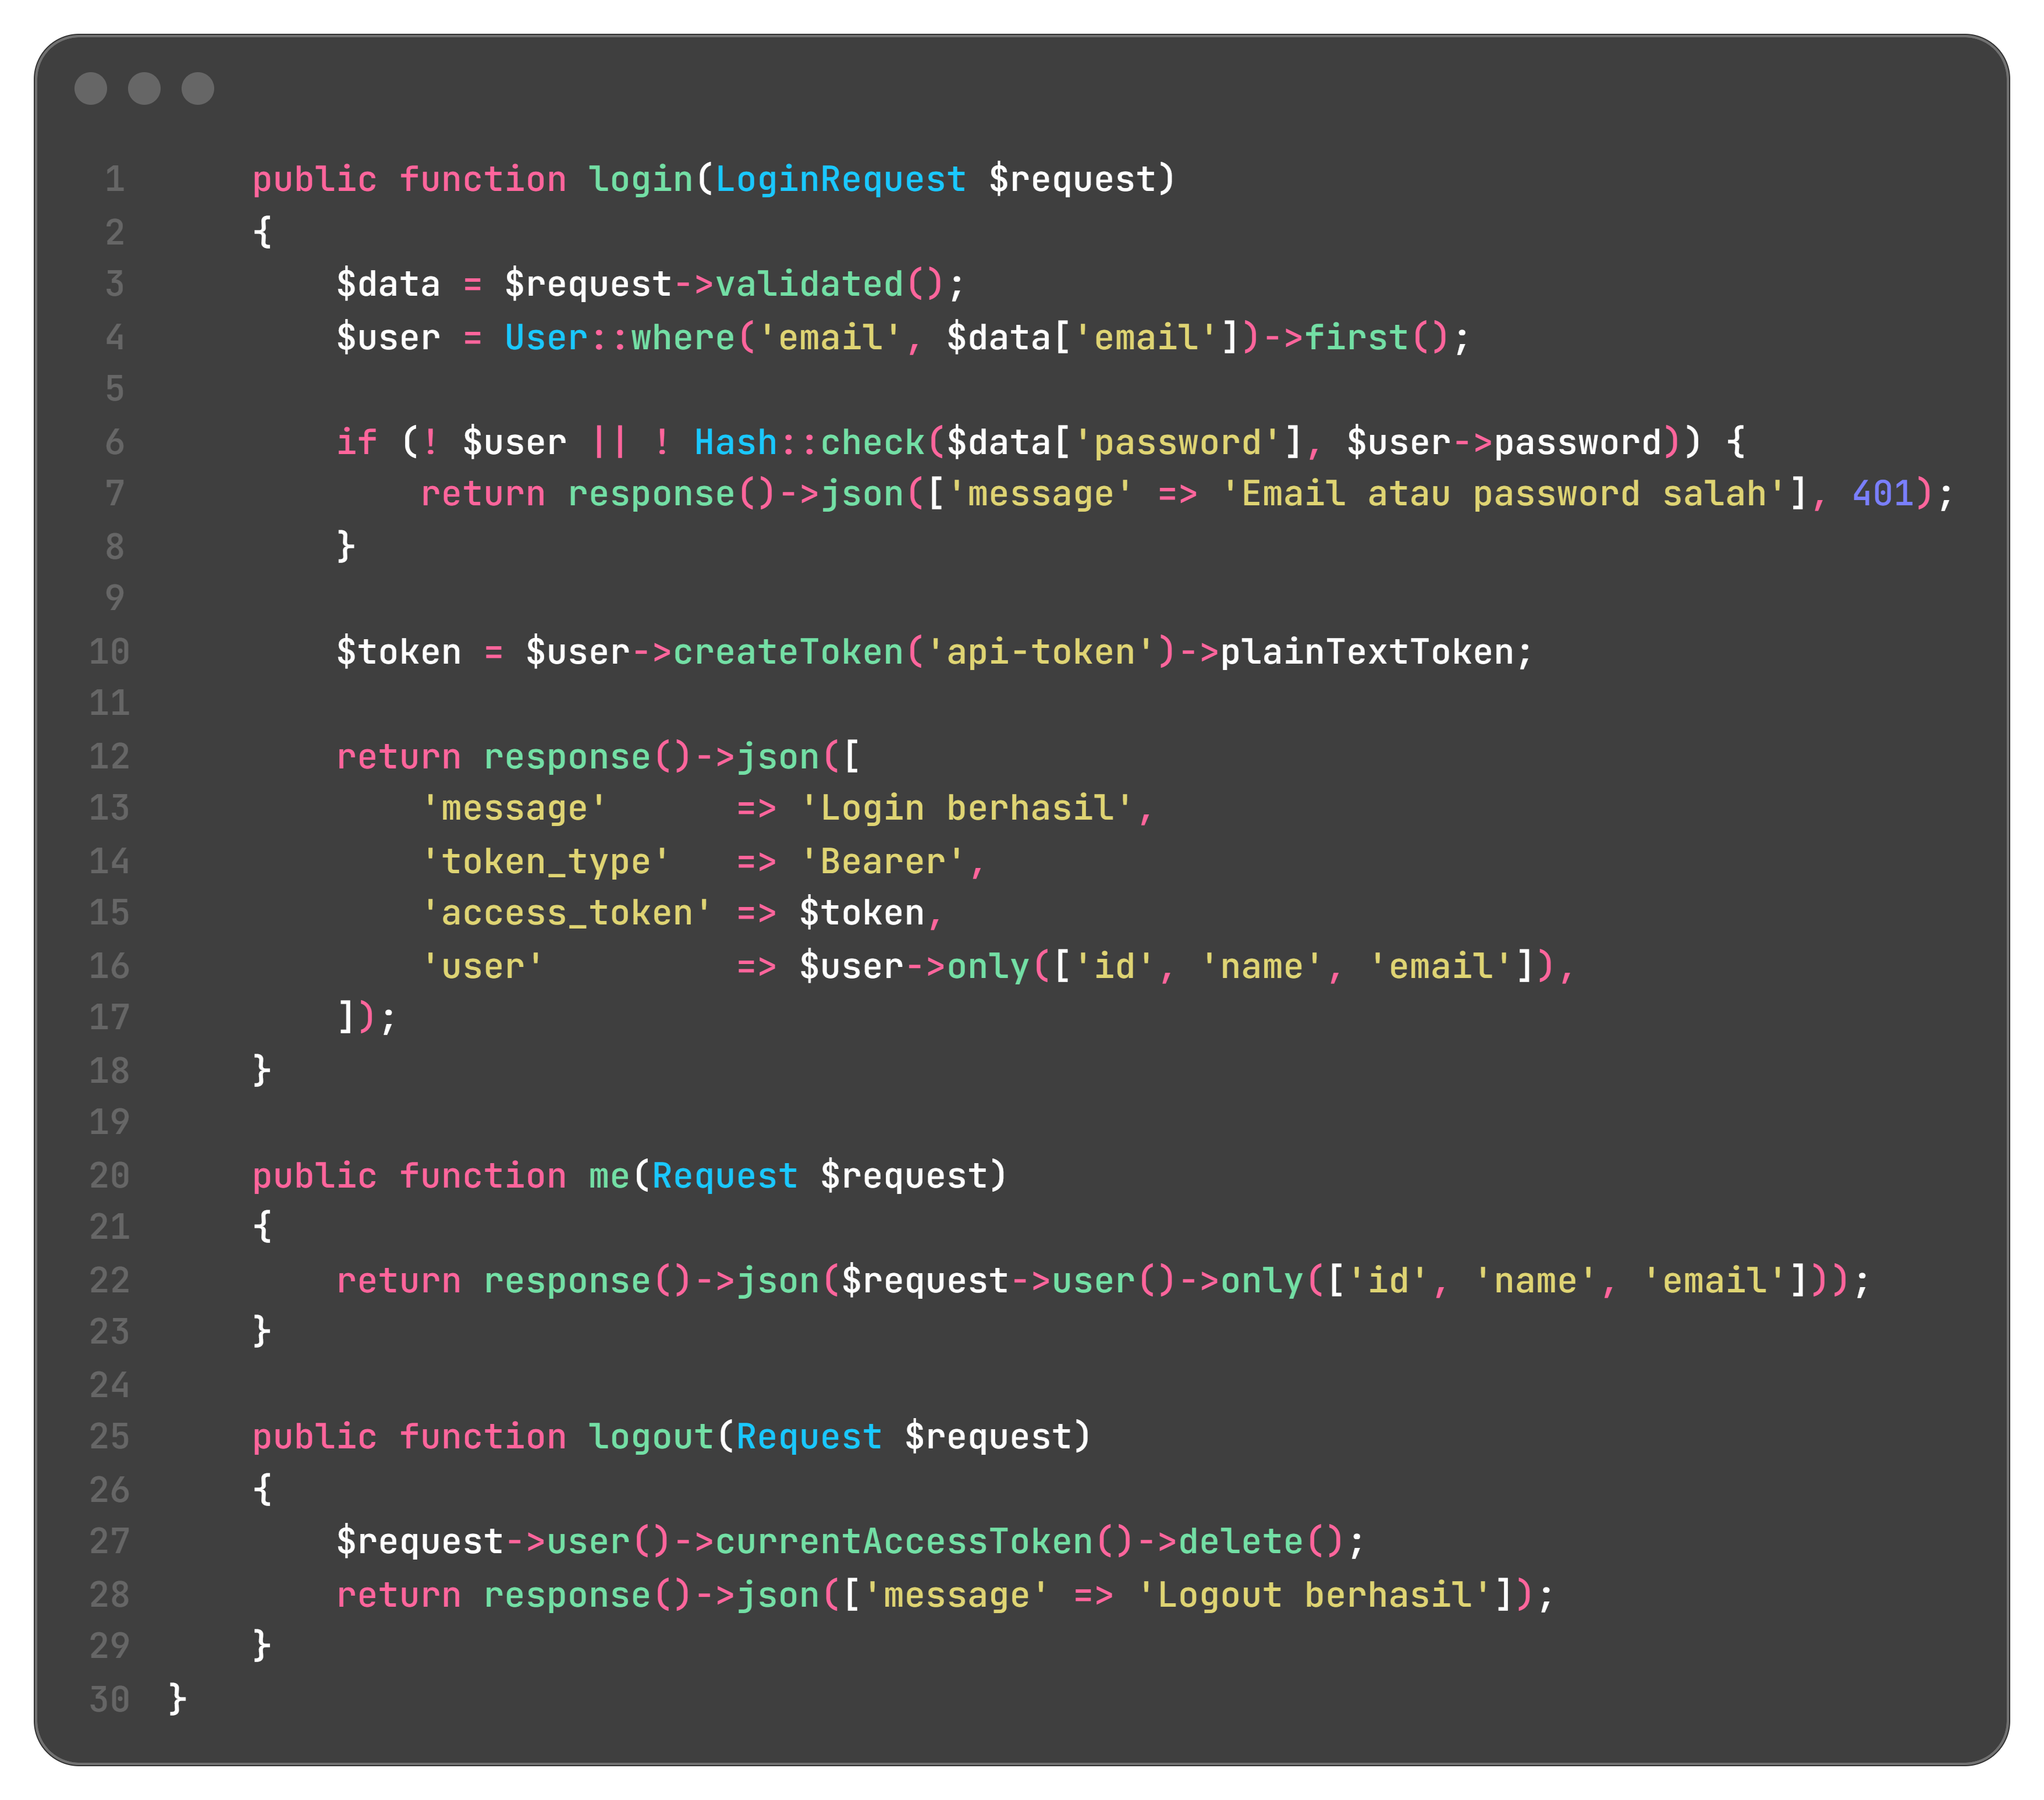 1 public function login(LoginRequest $request)
2 {
3 $data = $request->validated();
4 $user = User::where('email', $data['email'])->first();
5
6 if (! $user || ! Hash::check($data['password'], $user->password)) {
7 return response()->json(['message' => 'Email atau password salah'], 401);
8 }
9
10 $token = $user->createToken('api-token')->plainTextToken;
11
12 return response()->json([
13 'message' => 'Login berhasil',
14 'token_type' => 'Bearer',
15 'access_token' => $token,
16 'user' => $user->only(['id', 'name', 'email']),
17 ]);
18 }
19
20 public function me(Request $request)
21 {
22 return response()->json($request->user()->only(['id', 'name', 'email']));
23 }
24
25 public function logout(Request $request)
26 {
27 $request->user()->currentAccessToken()->delete();
28 return response()->json(['message' => 'Logout berhasil']);
29 }
30 }